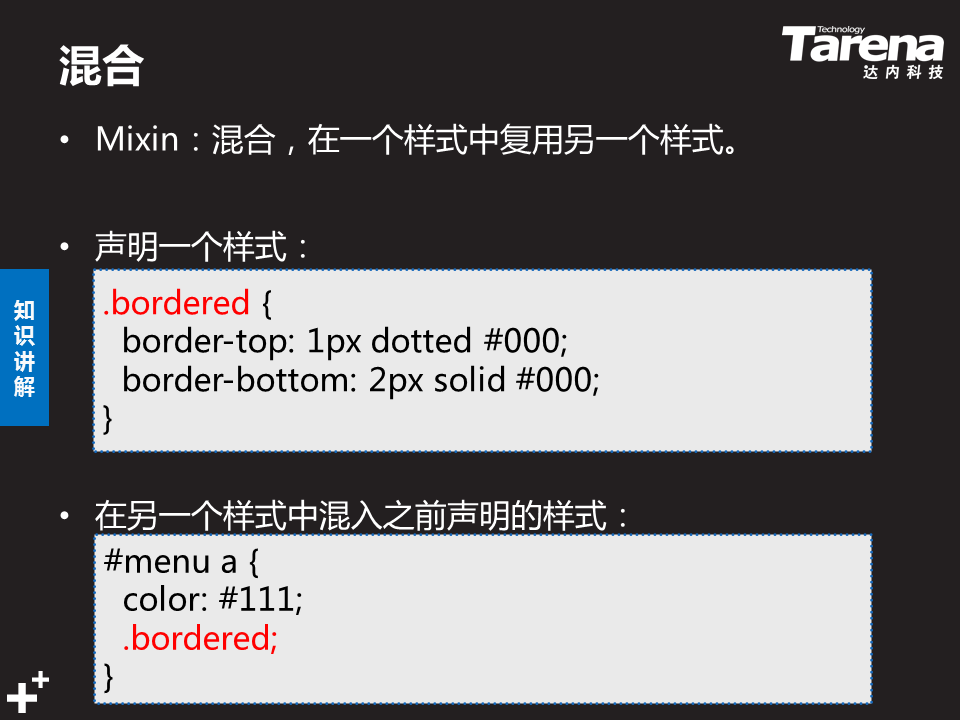 混合
Technology
Tarena
达内科技
• Mixin：混合，在一个样式中复用另一个样式。
• 声明一个样式：
.bordered {
  border-top: 1px dotted #000;
  border-bottom: 2px solid #000;
}
知
识
讲
解
• 在另一个样式中混入之前声明的样式：
#menu a {
  color: #111;
  .bordered;
}